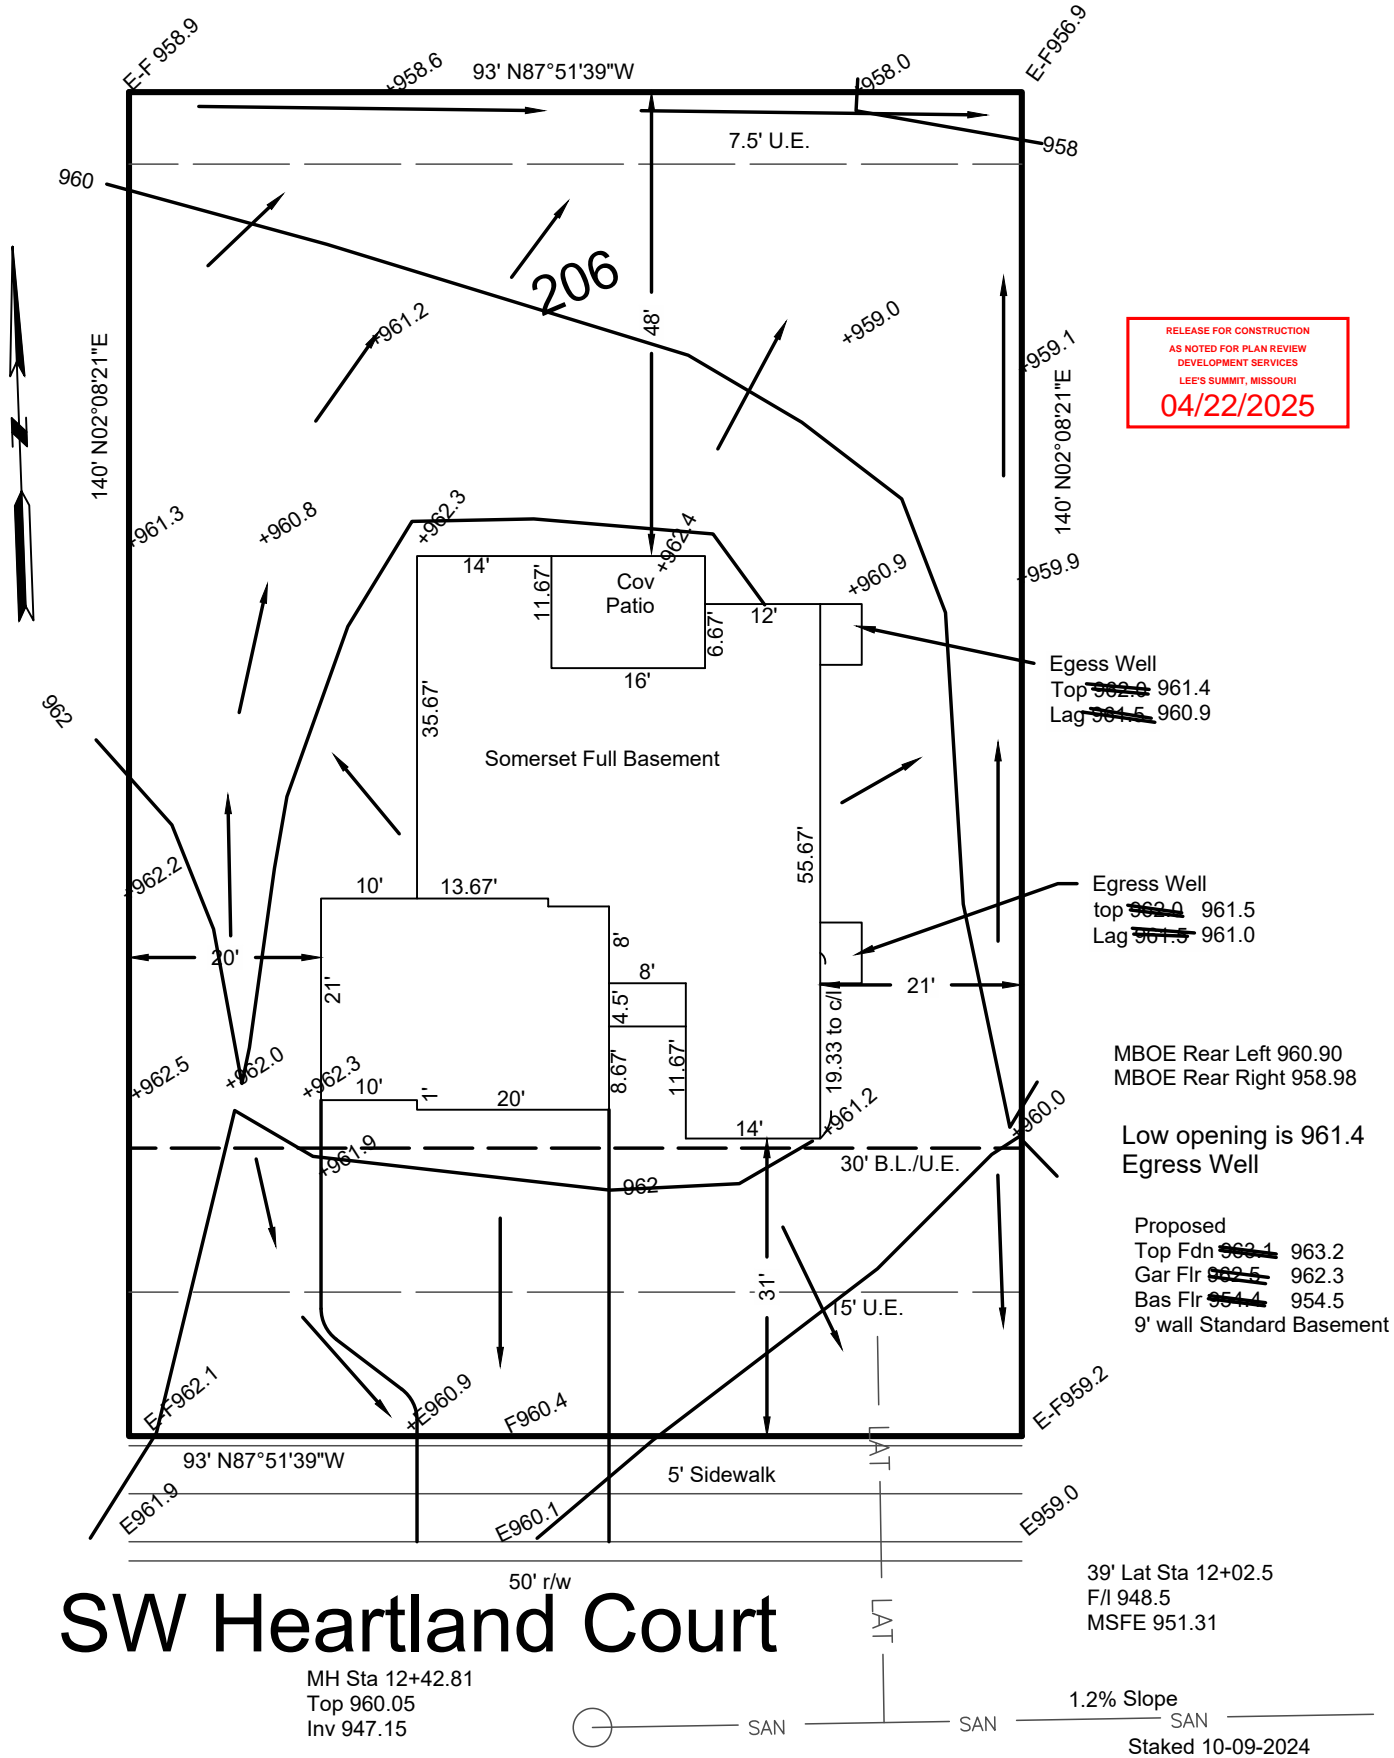 E-F 958.9
+958.6
93' N87°51'39"W
+958.0
E-F956.9
7.5' U.E.
958
960
206
+961.2
48'
+959.0
+959.1
140' N02°08'21"E
140' N02°08'21"E
RELEASE FOR CONSTRUCTION
AS NOTED FOR PLAN REVIEW
DEVELOPMENT SERVICES
LEE'S SUMMIT, MISSOURI
04/22/2025
+961.3
+960.8
+962.3
+962.4
+960.9
+959.9
14'
11.67'
Cov
Patio
12'
6.67'
16'
35.67'
Egess Well
Top 962.0 961.4
Lag 961.5 960.9
962
Somerset Full Basement
55.67'
+962.2
10'
13.67'
Egress Well
top 962.0 961.5
Lag 961.5 961.0
20'
21'
8'
8'
4.5'
21'
19.33 to c/l
+962.5
+962.0
+962.3
10'
1'
20'
8.67'
11.67'
14'
+961.2
+960.0
MBOE Rear Left 960.90
MBOE Rear Right 958.98
Low opening is 961.4
Egress Well
+961.9
962
30' B.L./U.E.
31'
15' U.E.
Proposed
Top Fdn 963.1 963.2
Gar Flr 962.5 962.3
Bas Flr 954.4 954.5
9' wall Standard Basement
E-F962.1
+E960.9
F960.4
E-F959.2
93' N87°51'39"W
5' Sidewalk
LAT
E961.9
E960.1
E959.0
50' r/w
SW Heartland Court
LAT
39' Lat Sta 12+02.5
F/l 948.5
MSFE 951.31
MH Sta 12+42.81
Top 960.05
Inv 947.15
SAN
SAN
1.2% Slope
SAN
Staked 10-09-2024